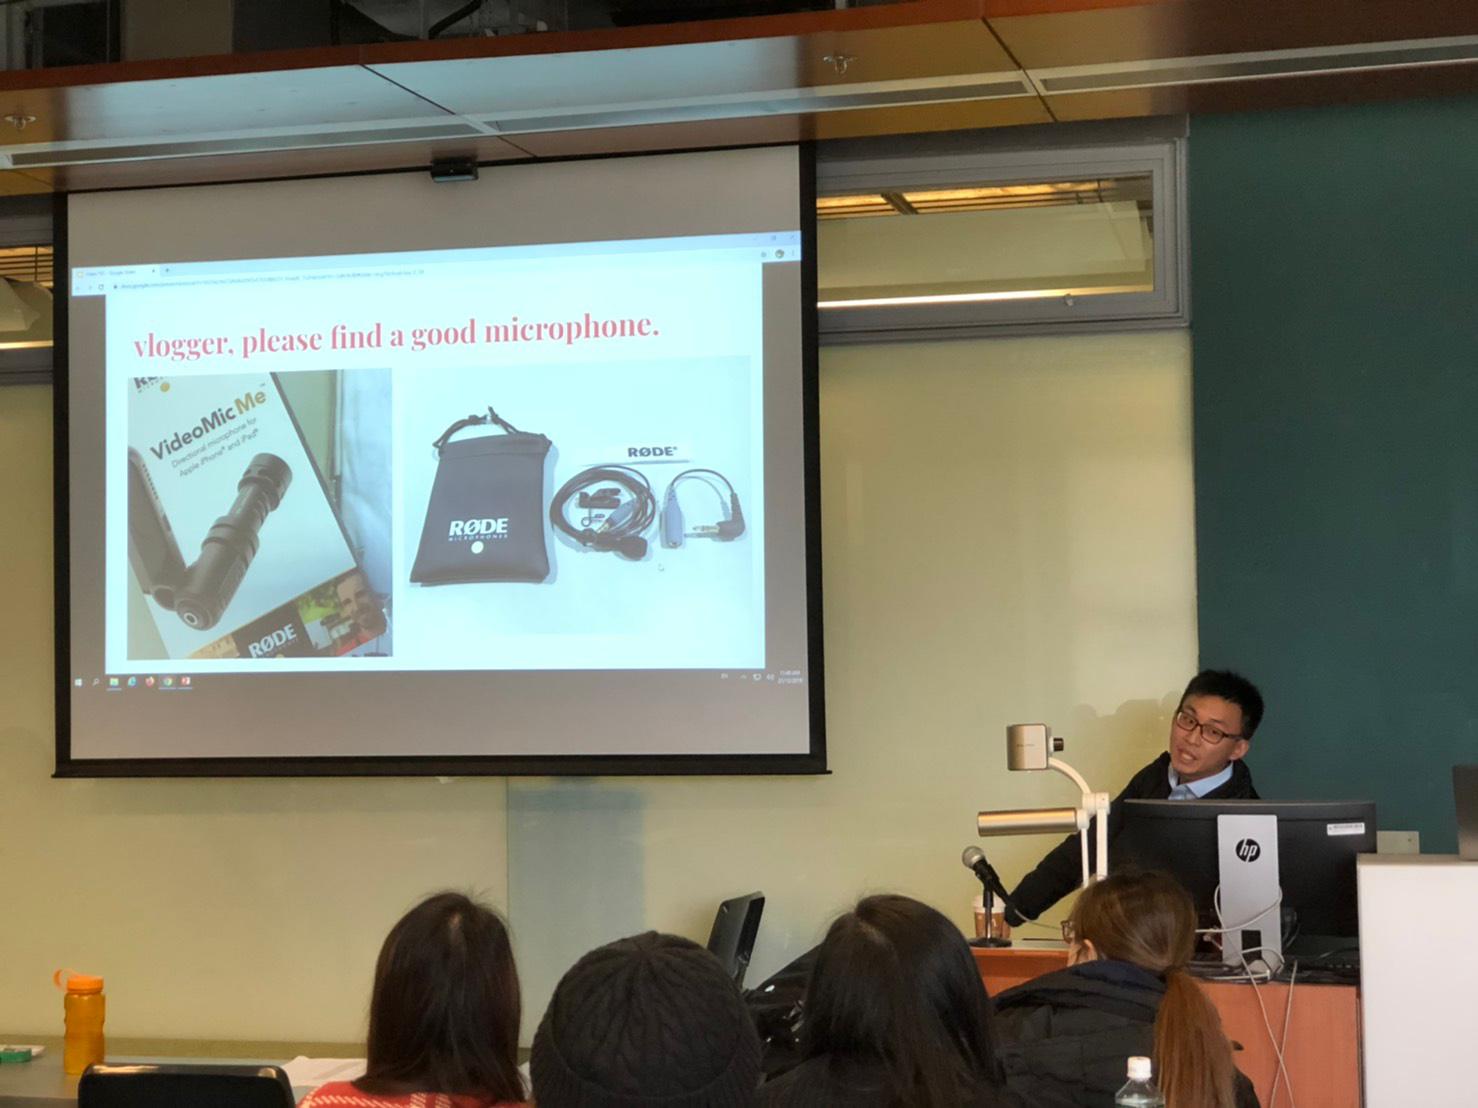 vlogger, please find a good microphone.
VideoMic Me
Directional microphone for
Apple iPhone® and iPad®
RØDE
RØDE
MICROPHONES
RØDE®
hp